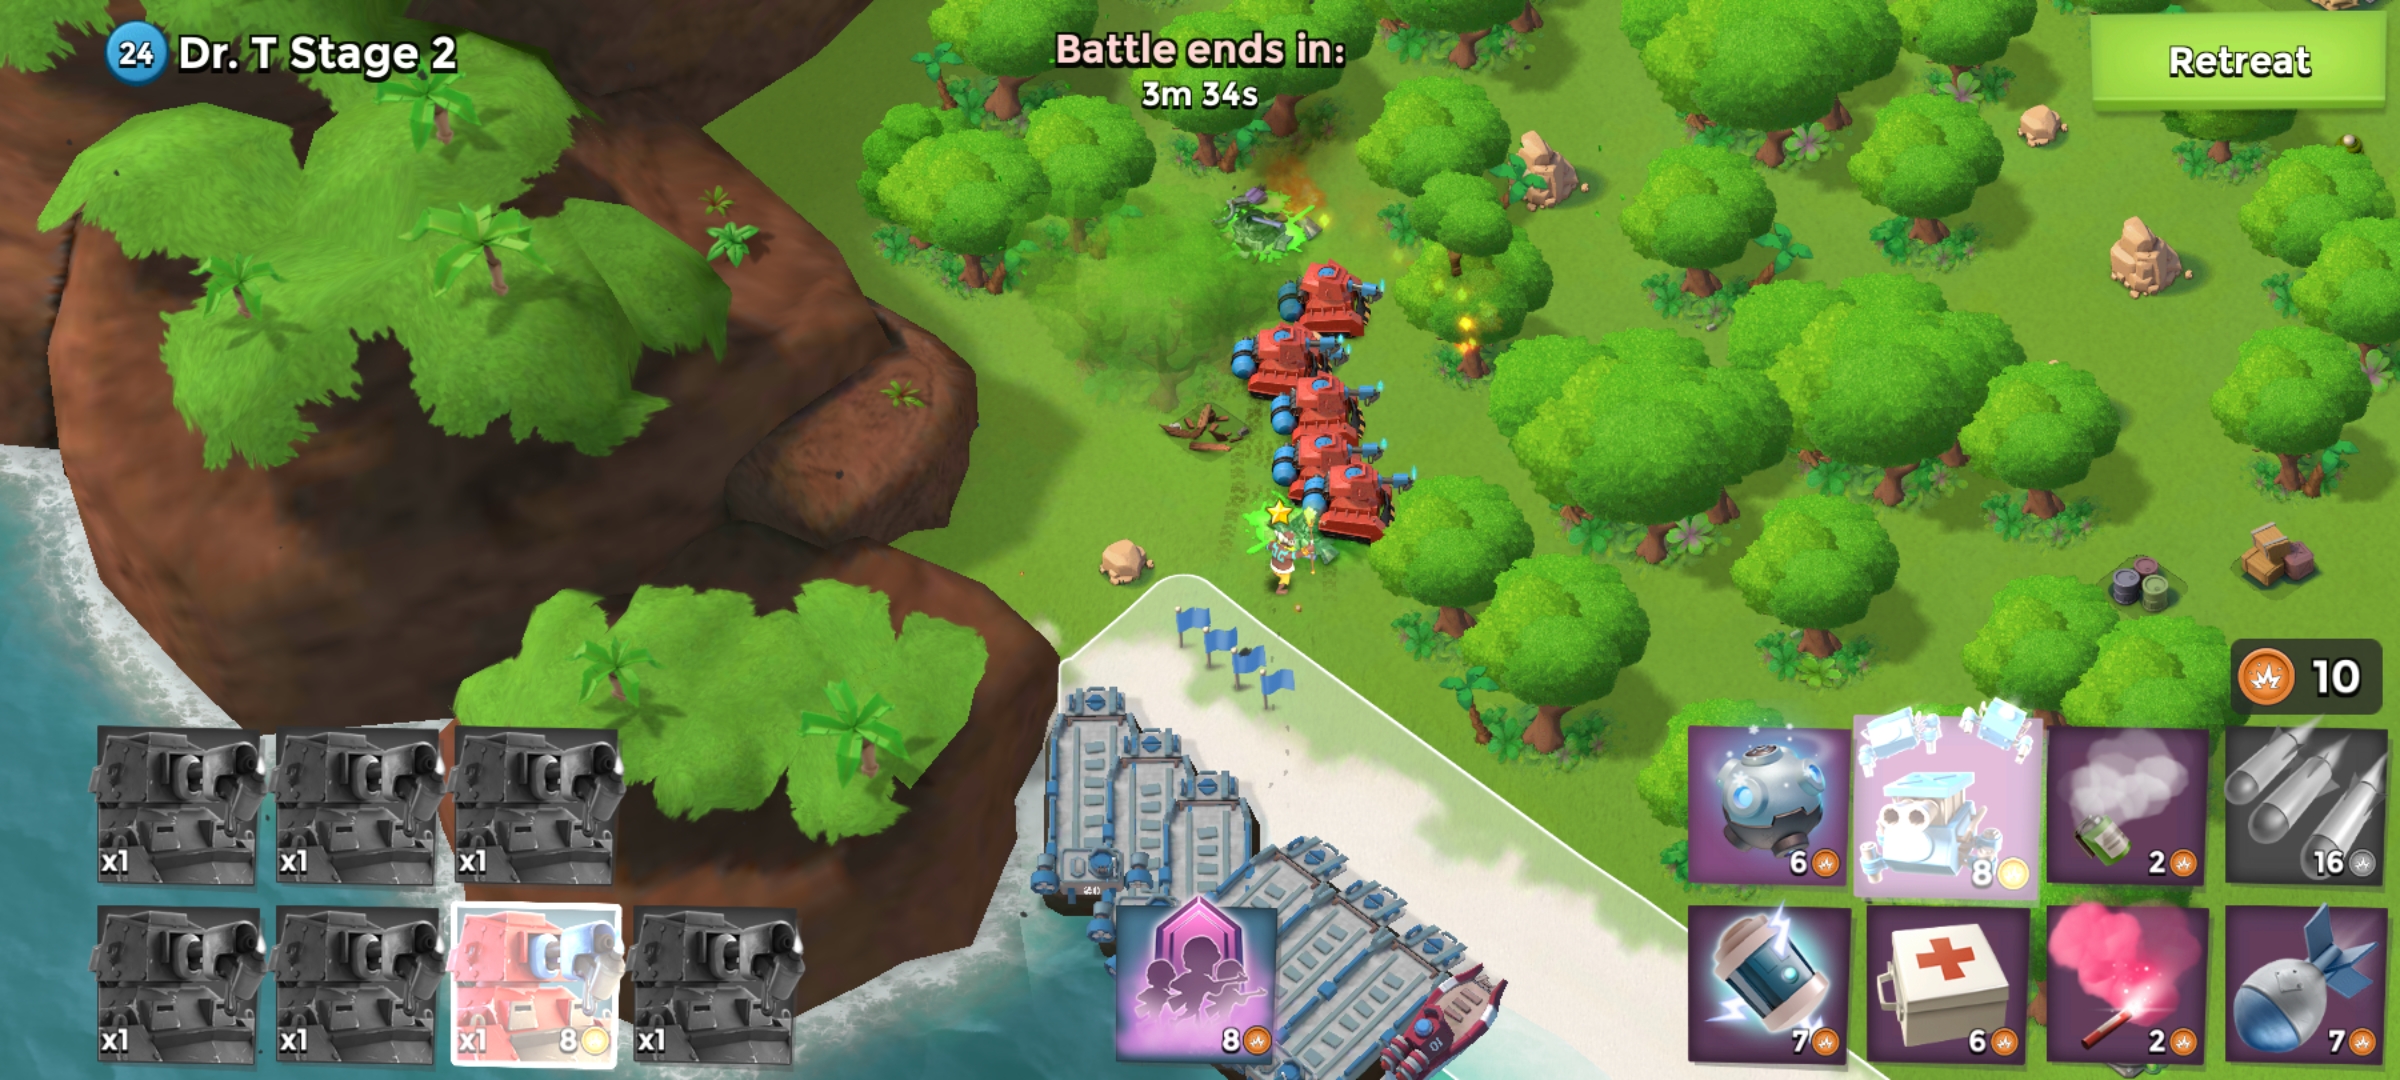 24 Dr. T Stage 2
Battle ends in:
3m 34s
Retreat
10
x1
x1
x1
6
8
2
16
x1
x1
x1 8
x1
8
7
6
2
7